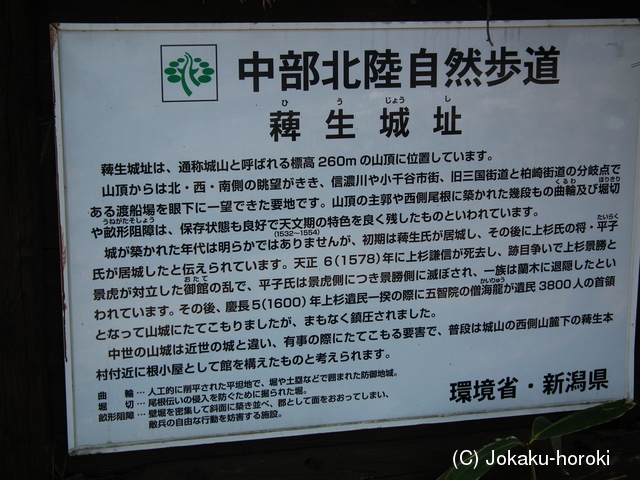 中部北陸自然歩道
ひ う じょう し
薭生城址
薭生城址は、通称城山と呼ばれる標高260mの山頂に位置しています。
山頂からは北・西・南側の眺望がきき、信濃川や小千谷市街、旧三国街道と柏崎街道の分岐点で
ある渡船場を眼下に一望できた要地です。山頂の主郭や西側尾根に築かれた幾段もの曲輪及び堀切
くるわ ほりきり
や畝形阻障は、保存状態も良好で天文期の特色を良く残したものといわれています。
うねがたそしょう
(1532〜1554)
城が築かれた年代は明らかではありませんが、初期は薭生氏が居城し、その後に上杉氏の将・平子
たいらく
氏が居城したと伝えられています。天正 6(1578)年に上杉謙信が死去し、跡目争いで上杉景勝と
景虎が対立した御館の乱で、平子氏は景虎側につき景勝側に滅ぼされ、一族は蘭木に退隠したとい
おたて
われています。その後、慶長5(1600)年上杉遺民一揆の際に五智院の僧海龍が遺民3800人の首領
かいりゅう
となって山城にたてこもりましたが、まもなく鎮圧されました。
中世の山城は近世の城と違い、有事の際にたてこもる要害で、普段は城山の西側山麓下の薭生本
村付近に根小屋として館を構えたものと考えられます。
曲 輪 … 人工的に削平された平坦地で、堀や土塁などで囲まれた防御地域。
堀 切 … 尾根伝いの侵入を防ぐために掘られた堀。
畝形阻障 … 竪堀を密集して斜面に築き並べ、郡として面をおおってしまい、
敵兵の自由な行動を妨害する施設。
環境省・新潟県
(C) Jokaku-horoki